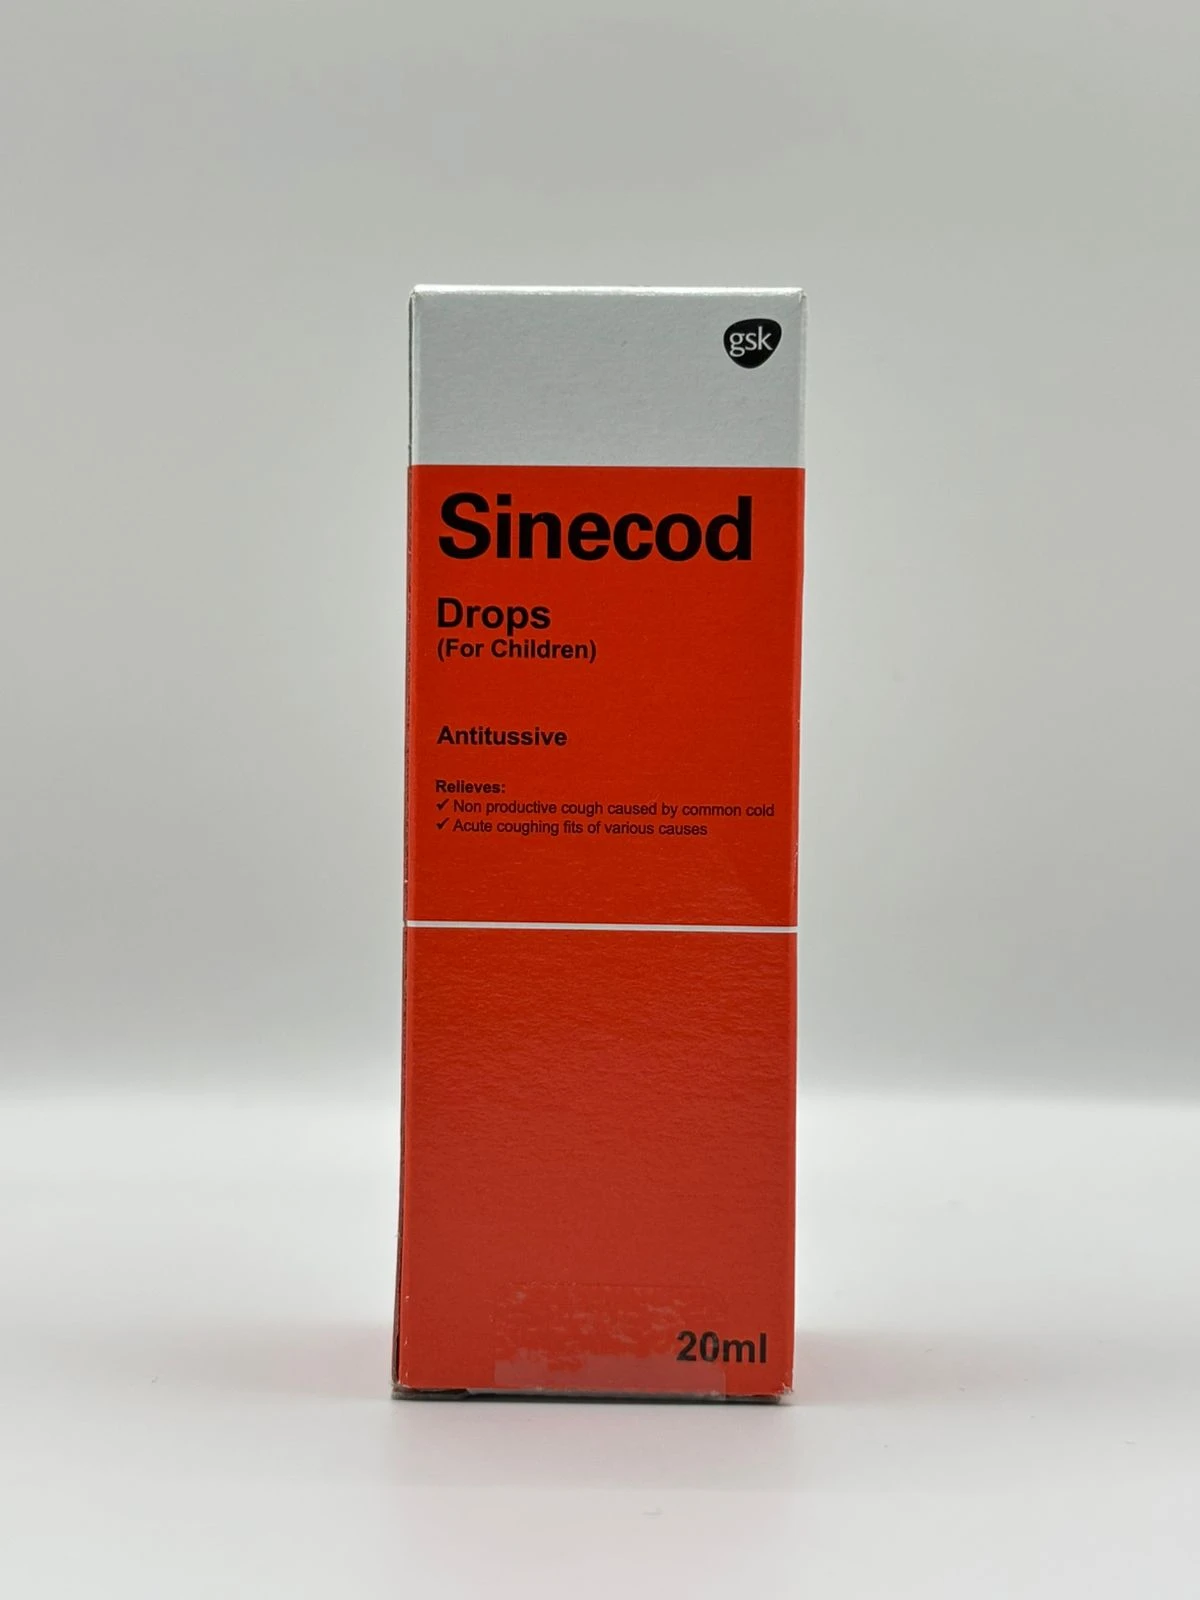 gsk
Sinecod
Drops
(For Children)
Antitussive
Relieves:
✓ Non productive cough caused by common cold
✓ Acute coughing fits of various causes
20ml